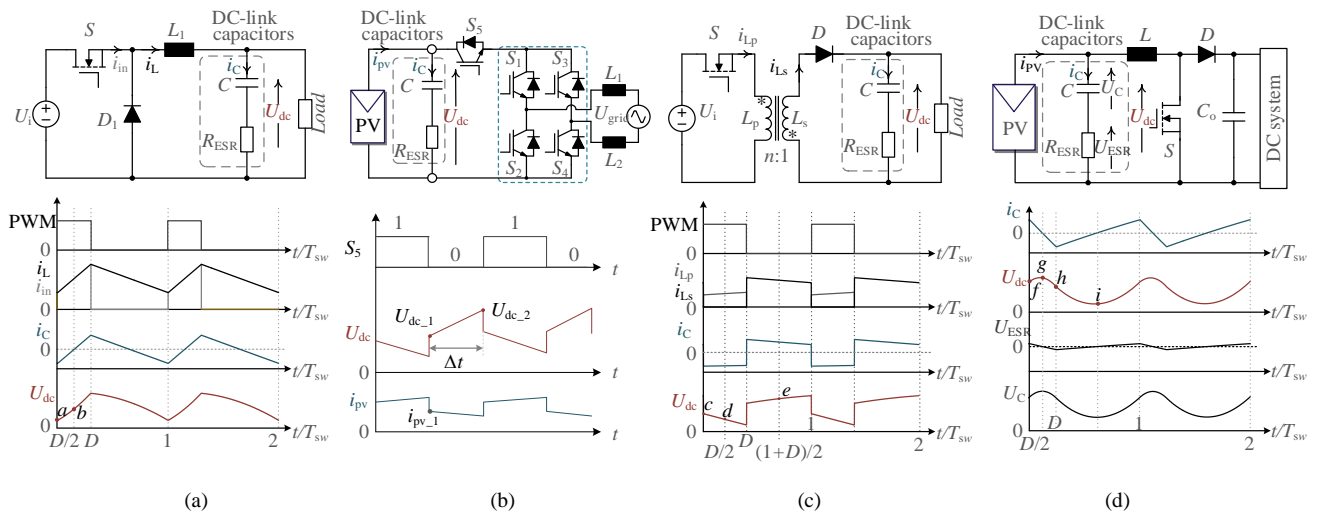 DC-link
capacitors
S
L1
iin
iL
iC
C
Ui
D1
RESR
Udc
Load
PWM
0
t/Tsw
iL
iin
0
t/Tsw
iC
0
t/Tsw
Udc
a
b
0
D/2
D
1
2
t/Tsw
(a)
DC-link
capacitors
S5
ipv
iC
C
PV
RESR
Udc
S1
S3
S2
S4
L1
Ugrid
L2
S5
1
0
1
0
t
Udc_1
Udc_2
Udc
Δt
0
t
ipv
ipv_1
0
t
(b)
DC-link
capacitors
S
iLp
D
iLs
iC
C
Ui
*
Lp
Ls
*
n:1
RESR
Udc
Load
PWM
0
t/Tsw
iLp
iLs
0
t/Tsw
iC
0
t/Tsw
Udc
c
d
e
0
D/2
D
(1+D)/2
1
2
t/Tsw
(c)
DC-link
capacitors
L
D
iPV
iC
C
UC
PV
Udc
Co
RESR
UESR
S
DC system
iC
0
t/Tsw
Udc
f
g
h
i
0
t/Tsw
UESR
0
t/Tsw
UC
0
D/2
D
1
2
t/Tsw
(d)